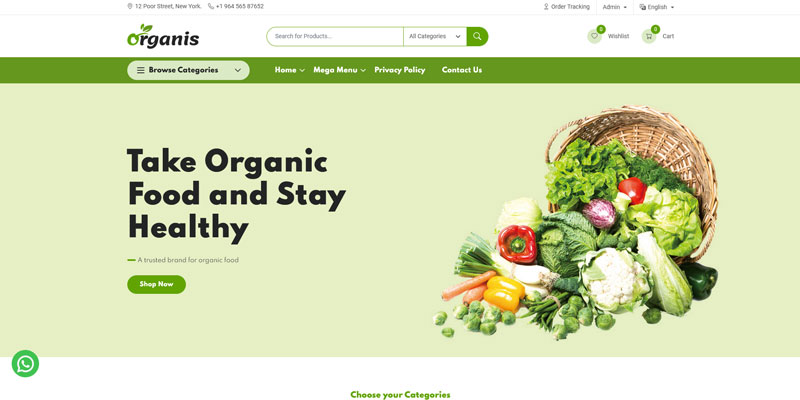 12 Poor Street, New York. +1 964 565 87652
Order Tracking Admin English
organis
Search for Products... All Categories
0 Wishlist 0 Cart
Browse Categories Home Mega Menu Privacy Policy Contact Us
Take Organic
Food and Stay
Healthy
A trusted brand for organic food
Shop Now
Choose your Categories